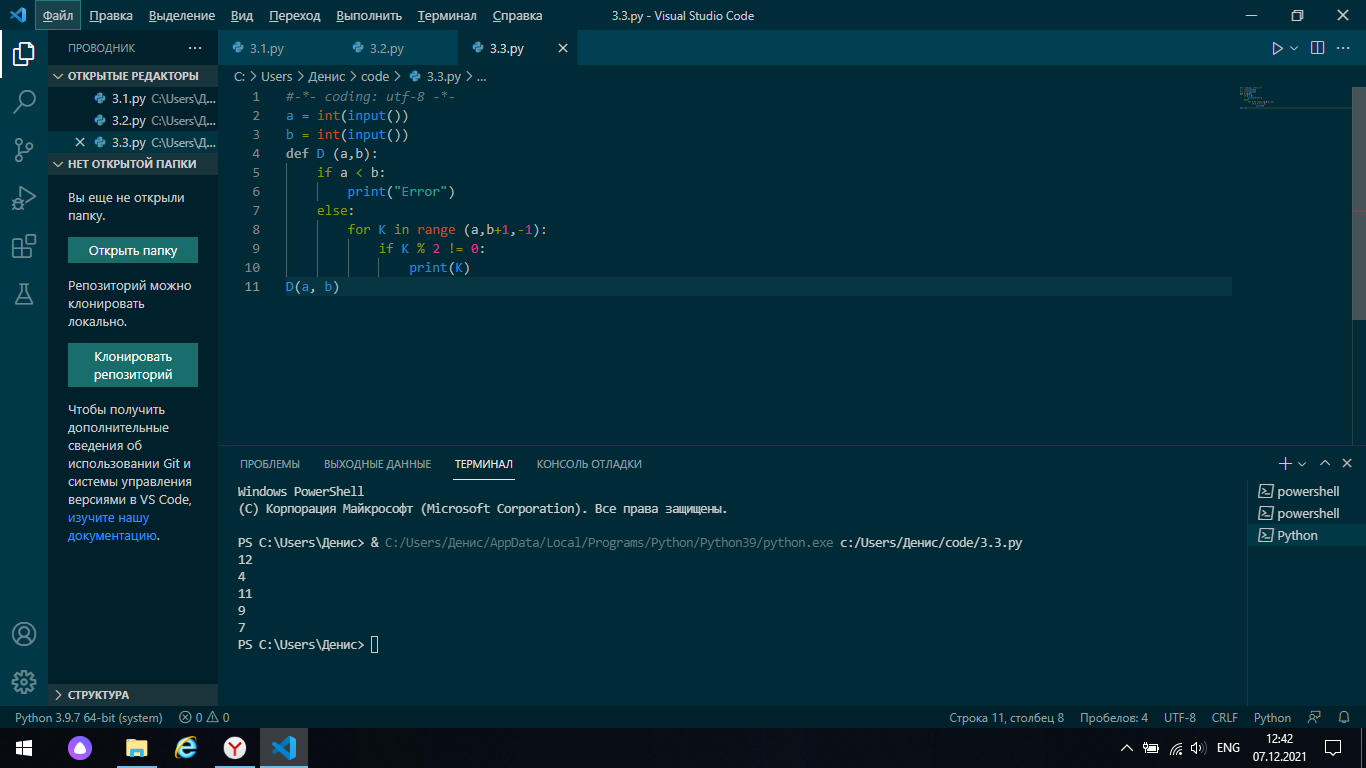 Файл Правка Выделение Вид Переход Выполнить Терминал Справка 3.3.py - Visual Studio Code
ПРОВОДНИК ...
ОТКРЫТЫЕ РЕДАКТОРЫ
3.1.py C:\Users\Д...
3.2.py C:\Users\Д...
3.3.py C:\Users\Д...
НЕТ ОТКРЫТОЙ ПАПКИ
Вы еще не открыли
папку.
Открыть папку
Репозиторий можно
клонировать
локально.
Клонировать
репозиторий
Чтобы получить
дополнительные
сведения об
использовании Git и
системы управления
версиями в VS Code,
изучите нашу
документацию.
СТРУКТУРА
3.1.py 3.2.py 3.3.py
C: > Users > Денис > code > 3.3.py > ...
1 #-*- coding: utf-8 -*-
2 a = int(input())
3 b = int(input())
4 def D (a,b):
5 if a < b:
6 print("Error")
7 else:
8 for K in range (a,b+1,-1):
9 if K % 2 != 0:
10 print(K)
11 D(a, b)
ПРОБЛЕМЫ ВЫХОДНЫЕ ДАННЫЕ ТЕРМИНАЛ КОНСОЛЬ ОТЛАДКИ
Windows PowerShell
(C) Корпорация Майкрософт (Microsoft Corporation). Все права защищены.
PS C:\Users\Денис> & C:/Users/Денис/AppData/Local/Programs/Python/Python39/python.exe c:/Users/Денис/code/3.3.py
12
4
11
9
7
PS C:\Users\Денис>
powershell
powershell
Python
Python 3.9.7 64-bit (system) 0 0 Строка 11, столбец 8 Пробелов: 4 UTF-8 CRLF Python
ENG 12:42
07.12.2021